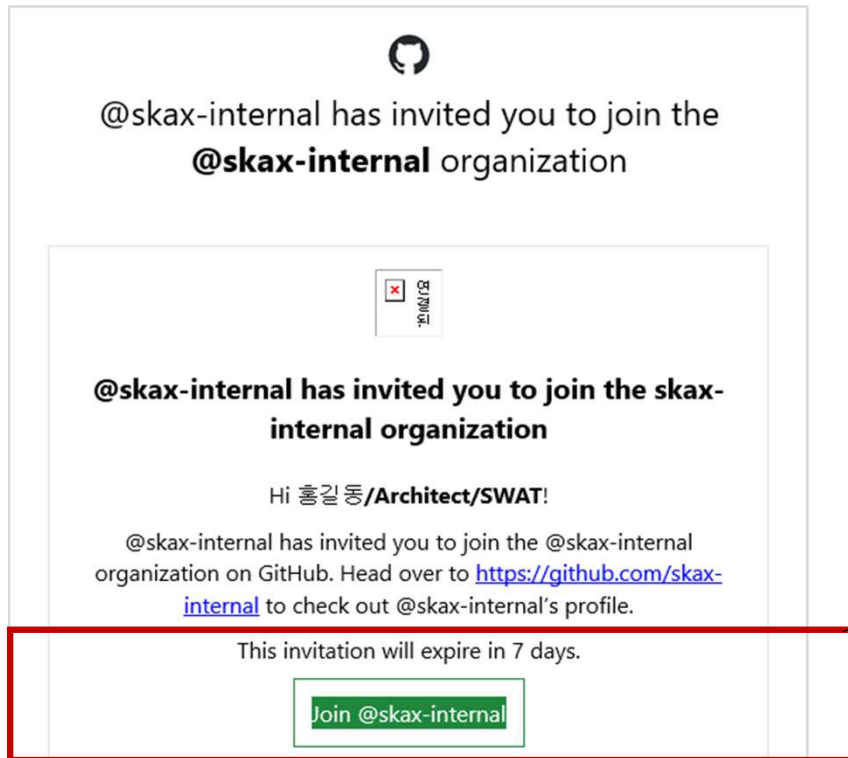 @skax-internal has invited you to join the
@skax-internal organization
@skax-internal has invited you to join the skax-
internal organization
Hi 홍길동/Architect/SWAT!
@skax-internal has invited you to join the @skax-internal
organization on GitHub. Head over to https://github.com/skax-
internal to check out @skax-internal's profile.
This invitation will expire in 7 days.
Join @skax-internal